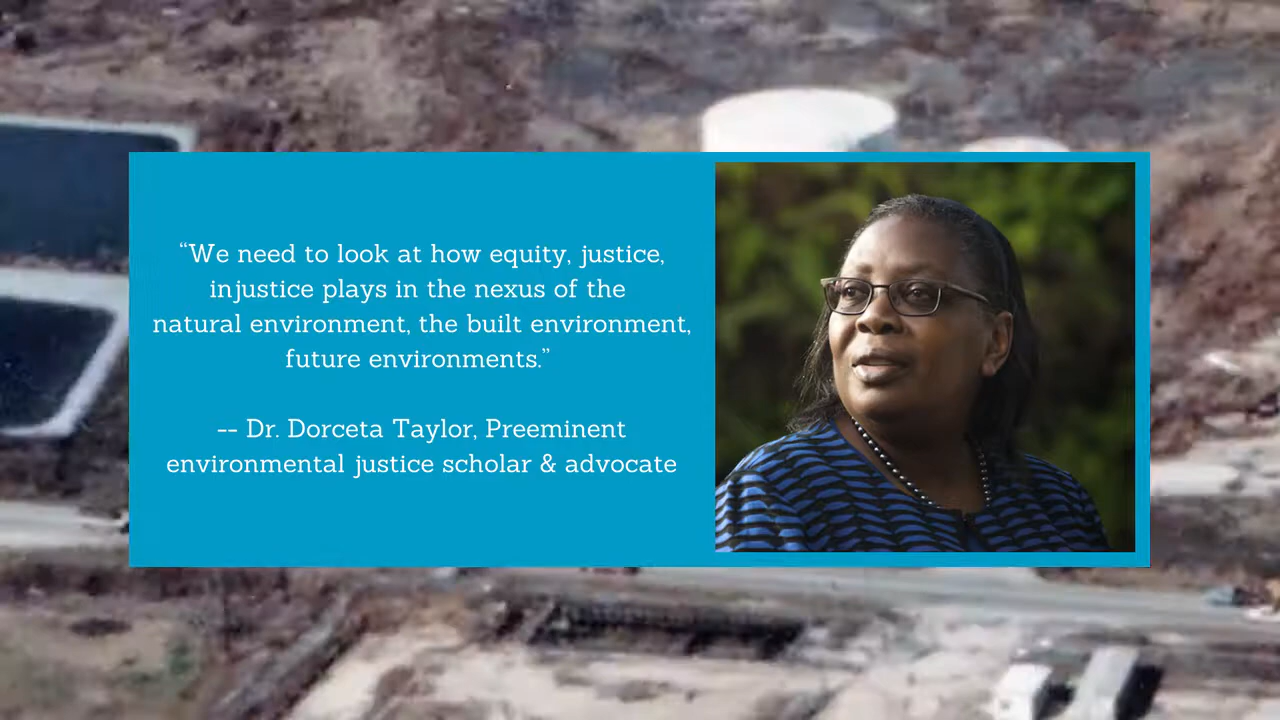 “We need to look at how equity, justice,
injustice plays in the nexus of the
natural environment, the built environment,
future environments.”
-- Dr. Dorceta Taylor, Preeminent
environmental justice scholar & advocate